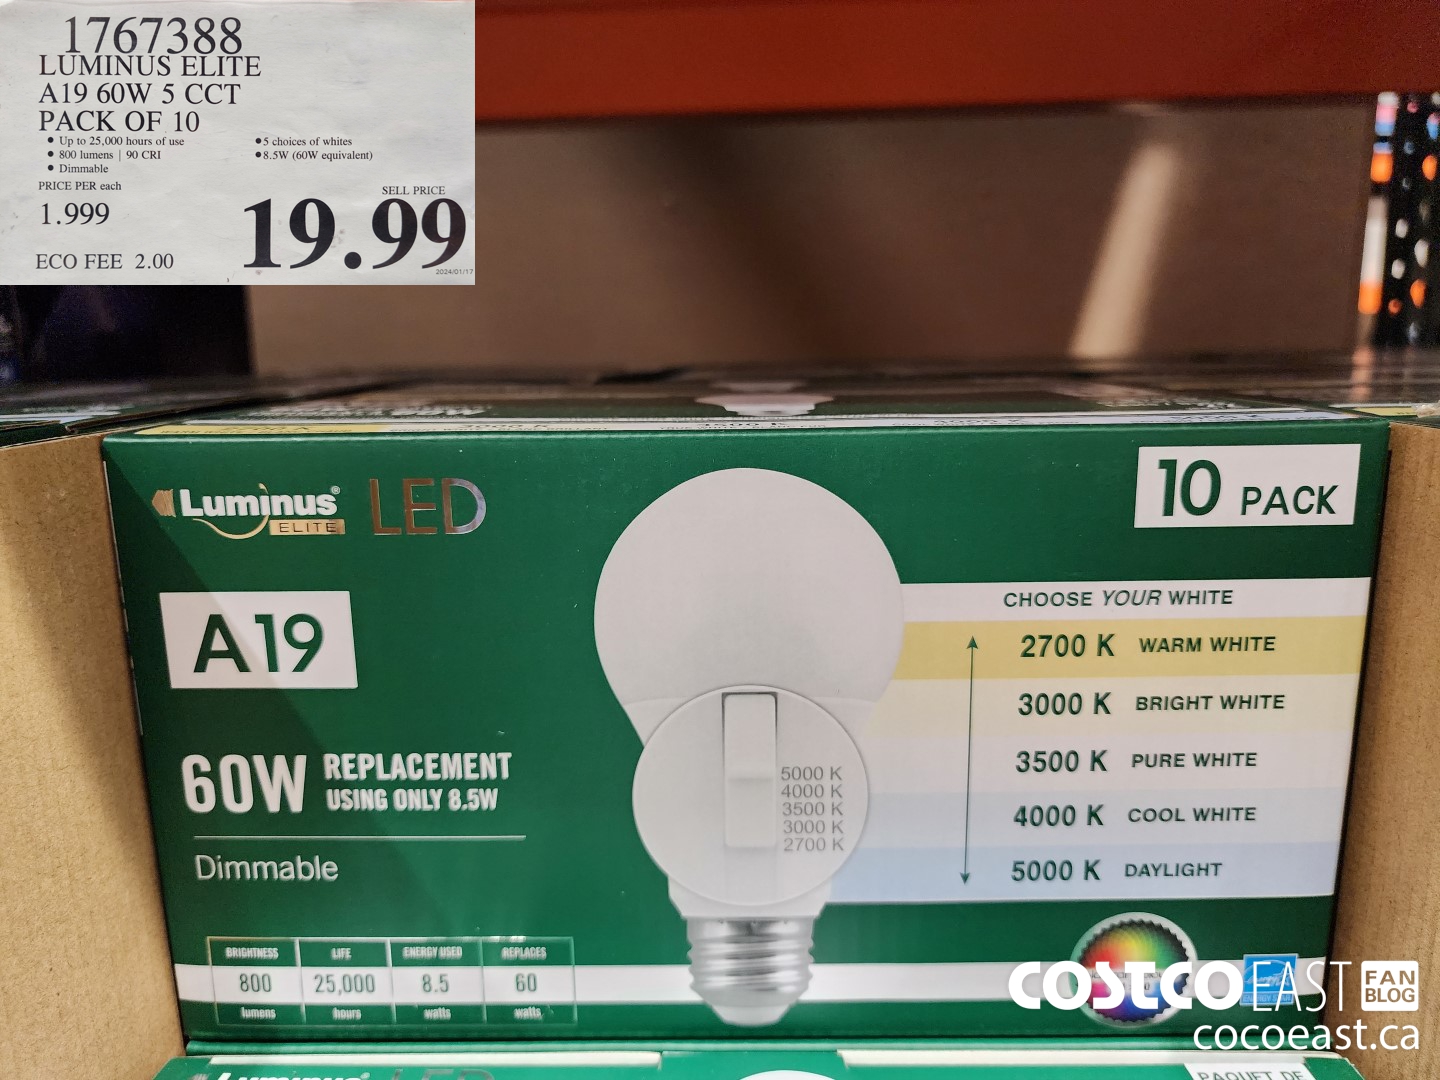 1767388
LUMINUS ELITE
A19 60W 5 CCT
PACK OF 10
• Up to 25,000 hours of use
• 800 lumens | 90 CRI
• Dimmable
• 5 choices of whites
• 8.5W (60W equivalent)
PRICE PER each
1.999
ECO FEE 2.00
SELL PRICE
19.99
2024/01/17
Luminus® ELITE LED
10 PACK
A19
60W REPLACEMENT
USING ONLY 8.5W
Dimmable
CHOOSE YOUR WHITE
2700 K WARM WHITE
3000 K BRIGHT WHITE
3500 K PURE WHITE
4000 K COOL WHITE
5000 K DAYLIGHT
5000 K
4000 K
3500 K
3000 K
2700 K
BRIGHTNESS LIFE ENERGY USED REPLACES
800 25,000 8.5 60
lumens hours watts watts
COSTCO EAST FAN BLOG
cocoeast.ca
Luminus LED
PAQUET DE